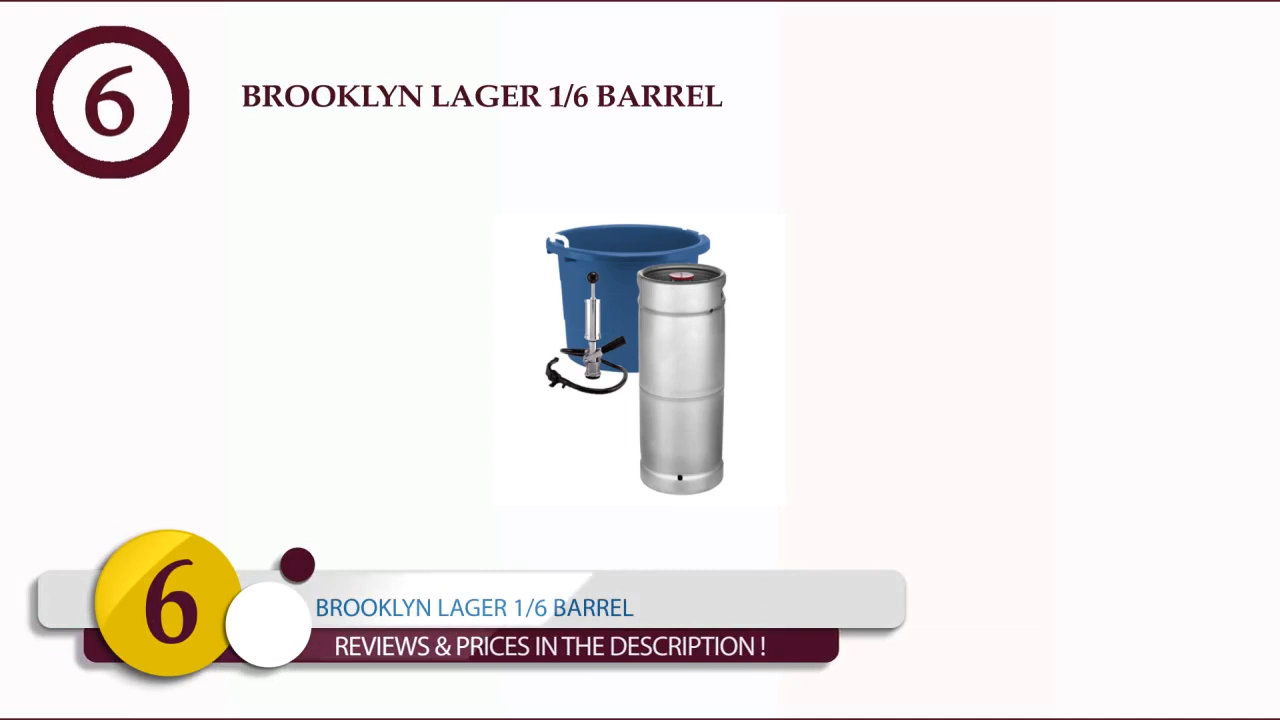 6
BROOKLYN LAGER 1/6 BARREL
6
BROOKLYN LAGER 1/6 BARREL
REVIEWS & PRICES IN THE DESCRIPTION !